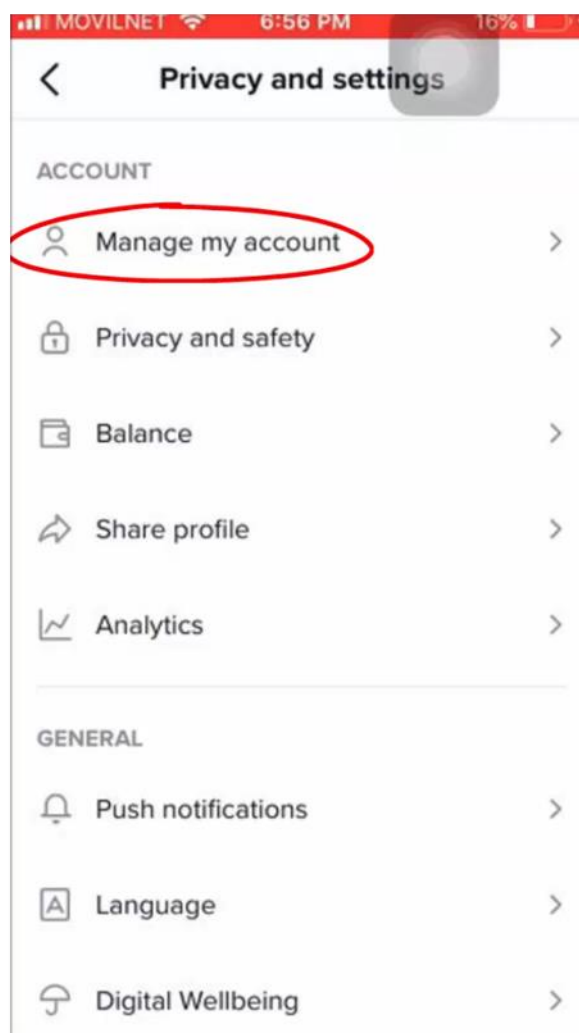 MOVILNET 6:56 PM 16%
Privacy and settings
ACCOUNT
Manage my account
Privacy and safety
Balance
Share profile
Analytics
GENERAL
Push notifications
A Language
Digital Wellbeing